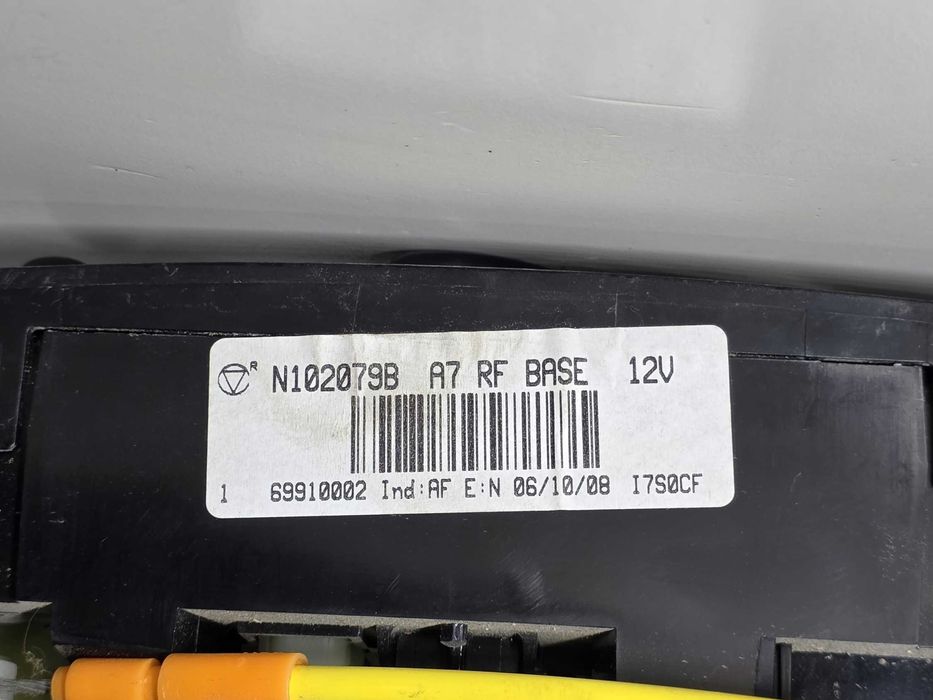 R N102079B A7 RF BASE 12V
1 69910002 Ind:AF E:N 06/10/08 I7S0CF